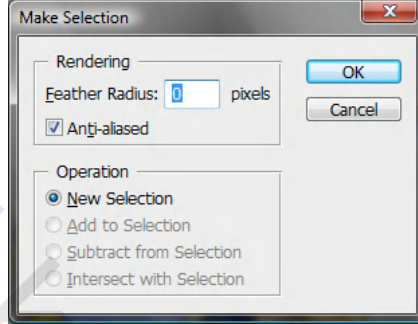 Make Selection
Rendering
Feather Radius: 0 pixels
Anti-aliased
OK
Cancel
Operation
New Selection
Add to Selection
Subtract from Selection
Intersect with Selection